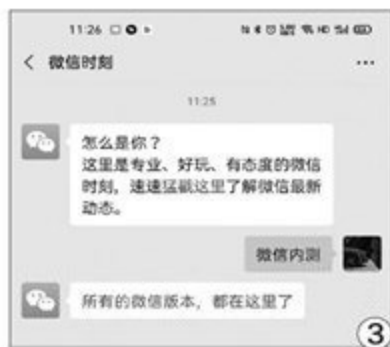 11:26
HD 5G
微信时刻
11:25
怎么是你？
这里是专业、好玩、有态度的微信
时刻，速速猛戳这里了解微信最新
动态。
微信内测
所有的微信版本，都在这里了
③